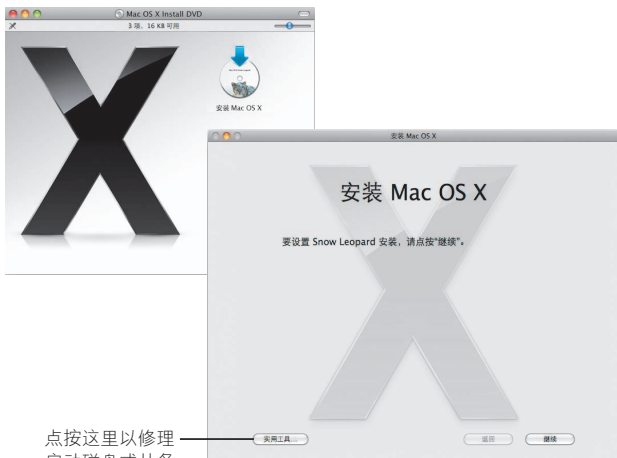 Mac OS X Install DVD
3 项，16 KB 可用
安装 Mac OS X
安装 Mac OS X
安装 Mac OS X
要设置 Snow Leopard 安装，请点按“继续”。
点按这里以修理
实用工具...
返回
继续